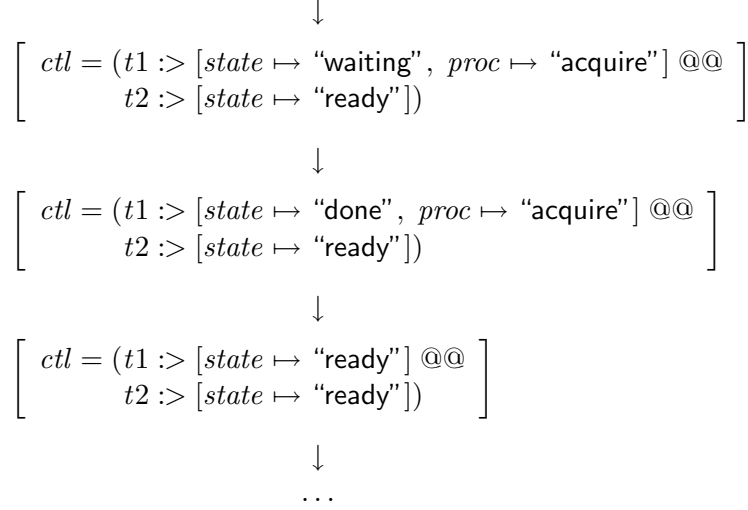 ↓
[ ctl = (t1 :> [state ↦ “waiting”, proc ↦ “acquire”] @@
t2 :> [state ↦ “ready”]) ]
↓
[ ctl = (t1 :> [state ↦ “done”, proc ↦ “acquire”] @@
t2 :> [state ↦ “ready”]) ]
↓
[ ctl = (t1 :> [state ↦ “ready”] @@
t2 :> [state ↦ “ready”]) ]
↓
...